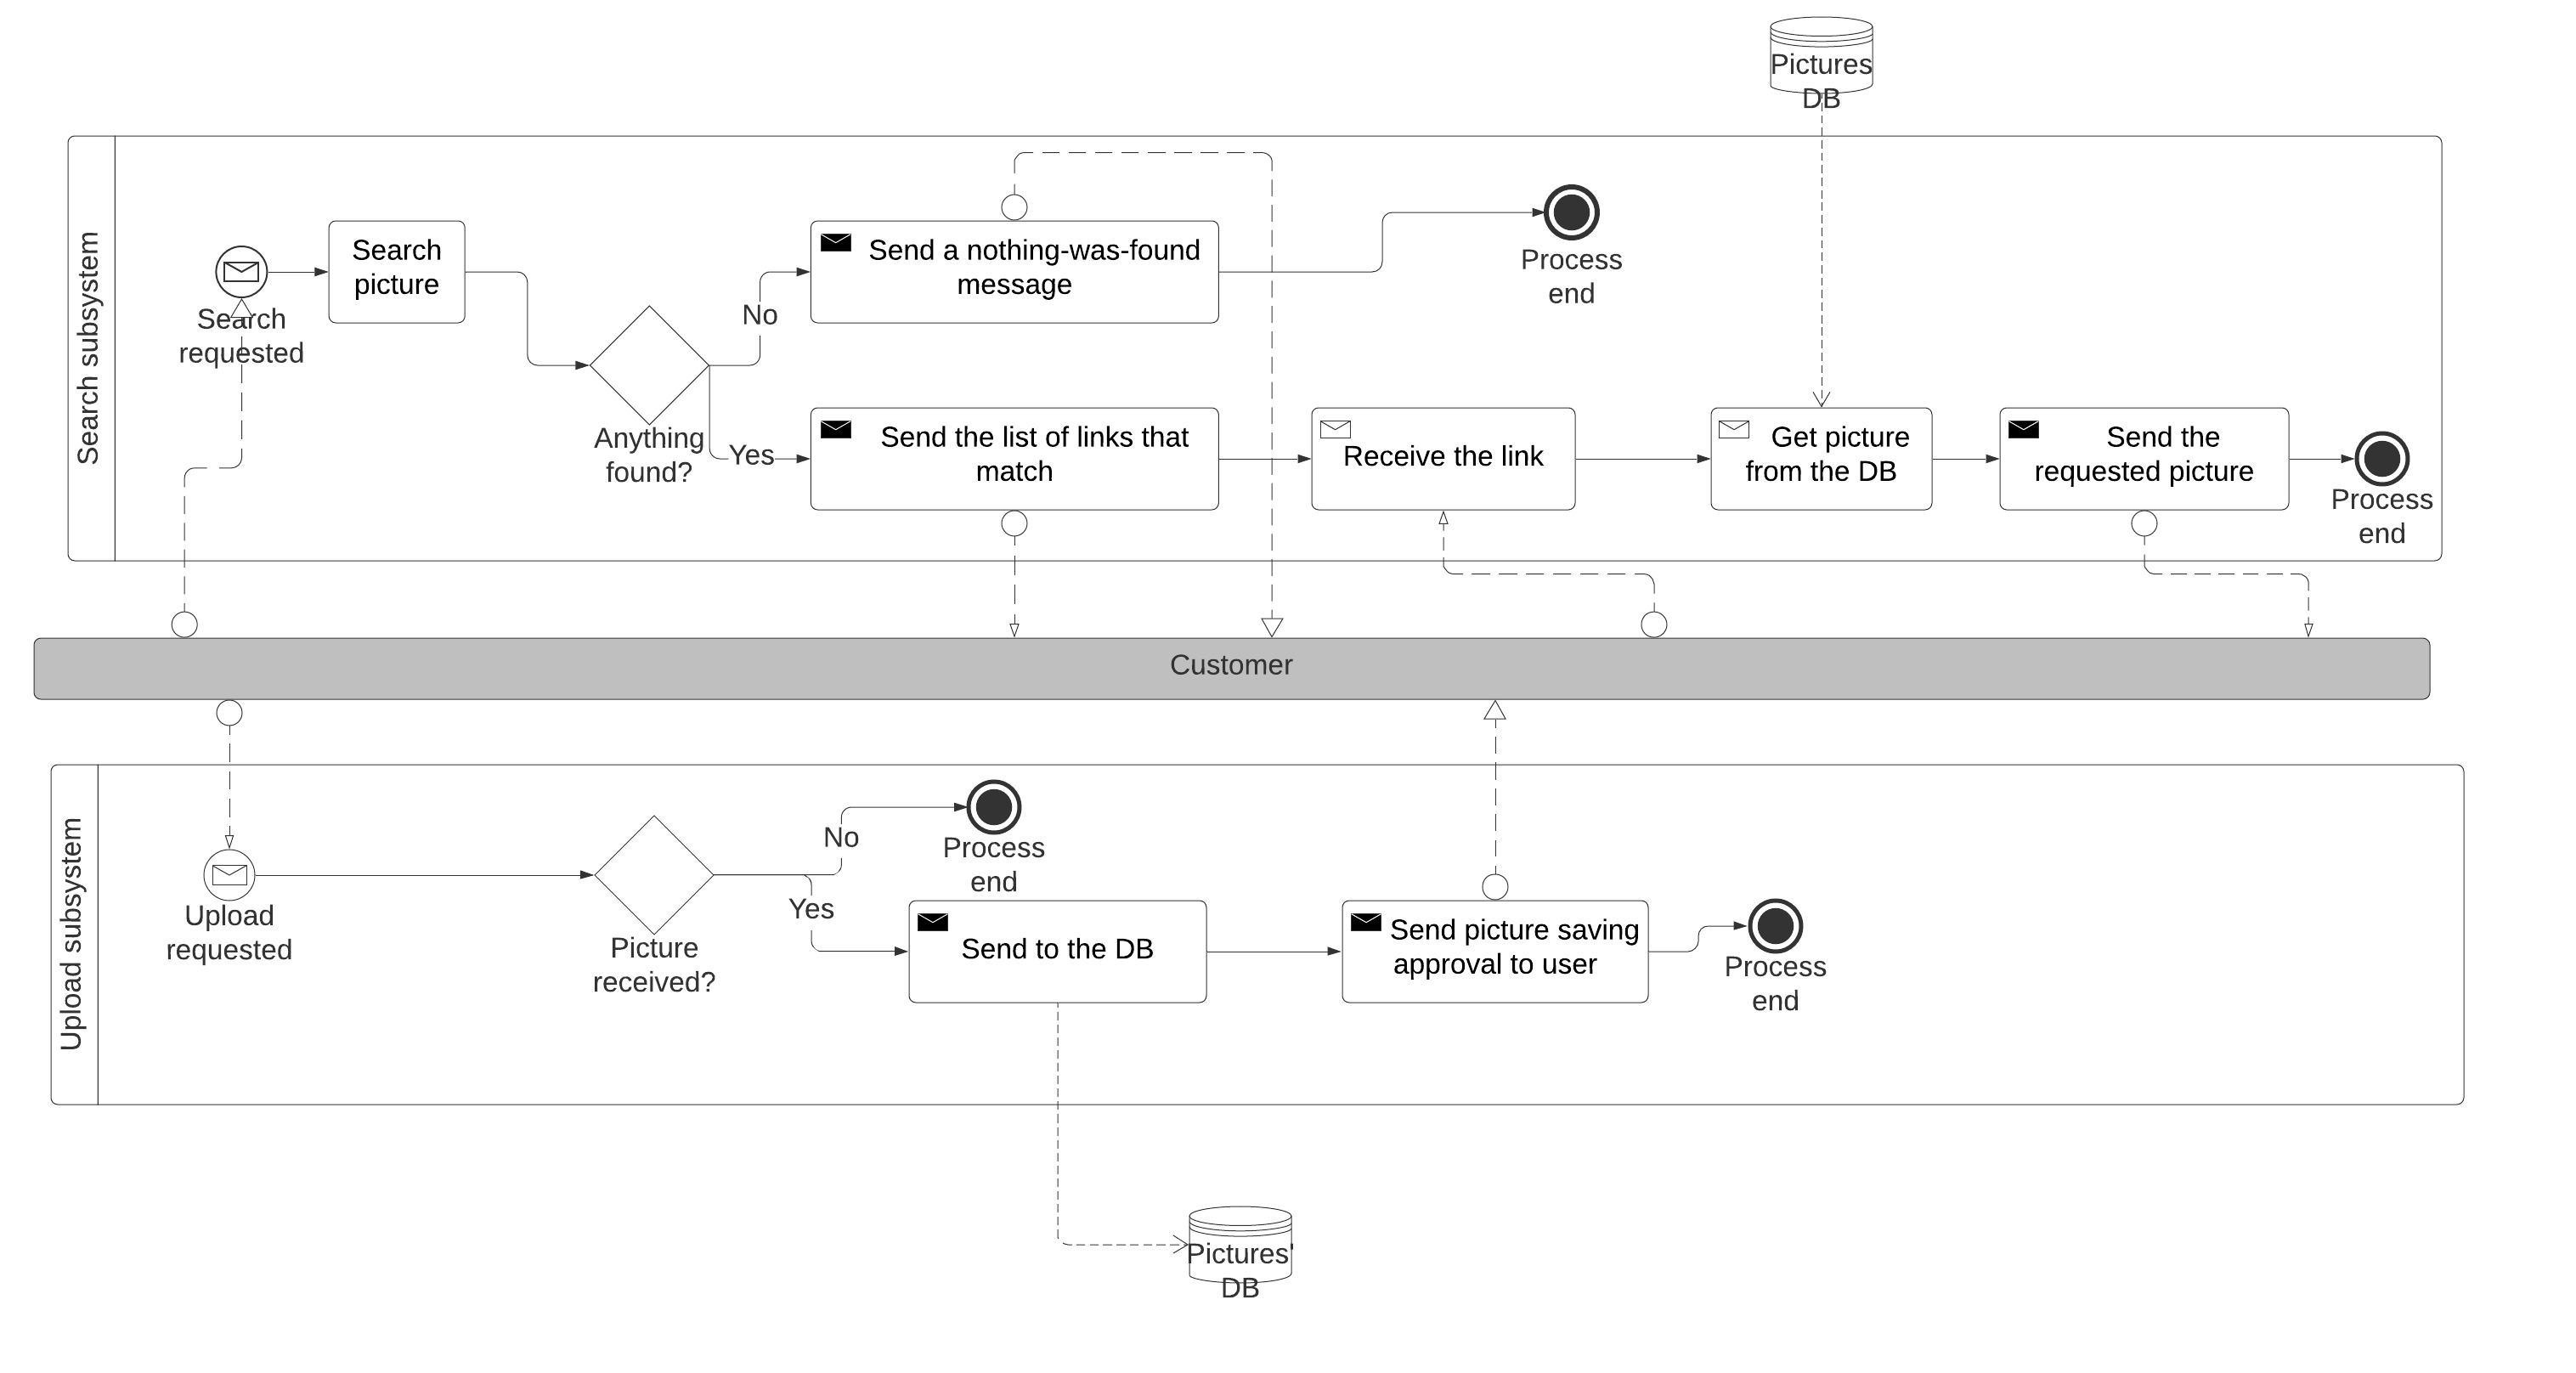 Pictures
DB
Search subsystem
Search
requested
Search
picture
Anything
found?
No
Yes
Send a nothing-was-found
message
Process
end
Send the list of links that
match
Receive the link
Get picture
from the DB
Send the
requested picture
Process
end
Customer
Upload subsystem
Upload
requested
Picture
received?
No
Yes
Process
end
Send to the DB
Send picture saving
approval to user
Process
end
Pictures'
DB